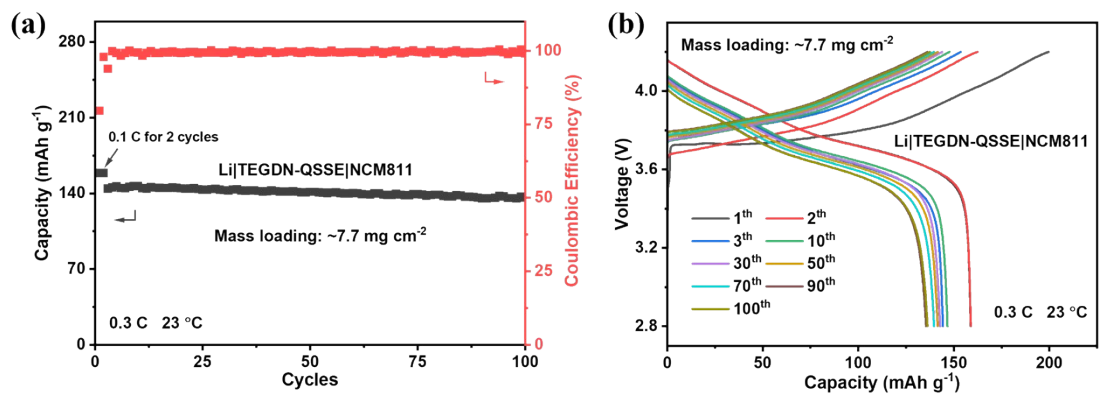 (a)
Capacity (mAh g-1)
280
210
140
70
0
0.1 C for 2 cycles
Li|TEGDN-QSSE|NCM811
Mass loading: ~7.7 mg cm-2
0.3 C 23 °C
0
25
50
75
100
Cycles
100
75
50
25
0
Coulombic Efficiency (%)
(b)
Voltage (V)
4.0
3.6
3.2
2.8
Mass loading: ~7.7 mg cm-2
Li|TEGDN-QSSE|NCM811
1th
2th
3th
10th
30th
50th
70th
90th
100th
0.3 C 23 °C
0
50
100
150
200
Capacity (mAh g-1)